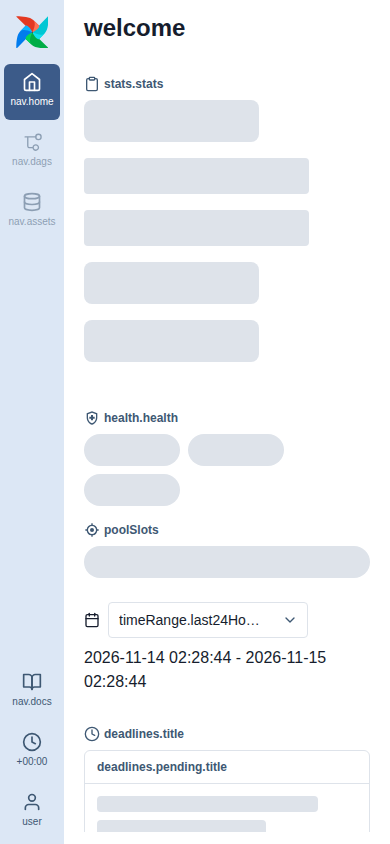 welcome
nav.home
nav.dags
nav.assets
stats.stats
health.health
poolSlots
timeRange.last24Ho…
2026-11-14 02:28:44 - 2026-11-15
02:28:44
deadlines.title
deadlines.pending.title
nav.docs
+00:00
user